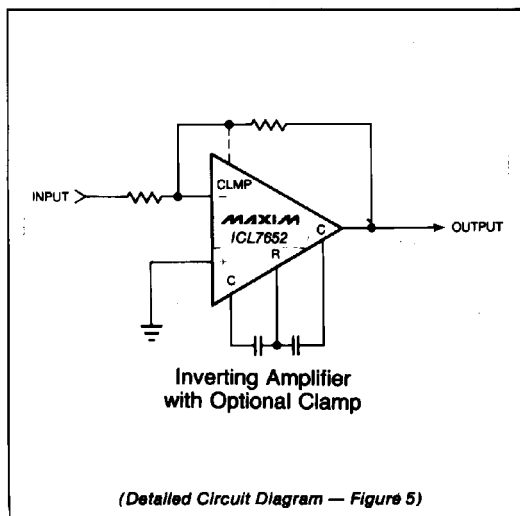 CLMP
INPUT
−
MAXIM
ICL7652
C
OUTPUT
R
+
C
Inverting Amplifier
with Optional Clamp
(Detailed Circuit Diagram — Figure 5)